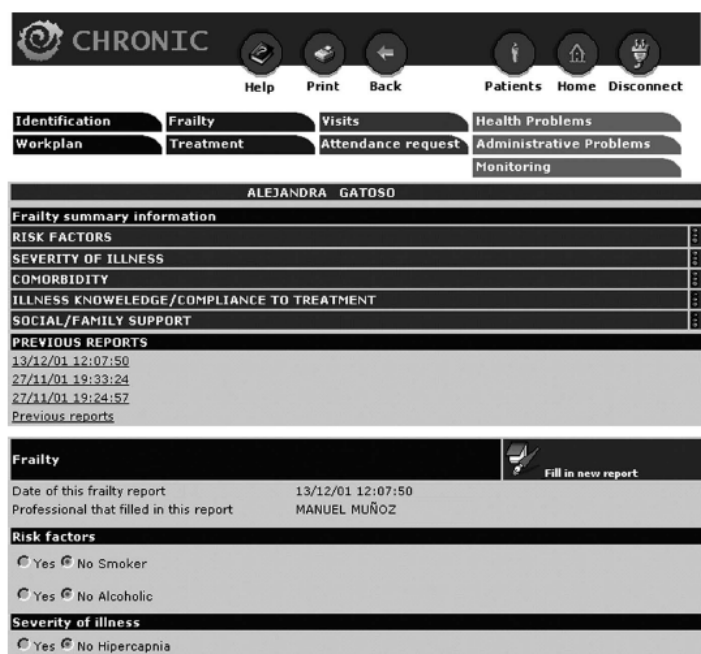 CHRONIC
Help Print Back Patients Home Disconnect
Identification Frailty Visits Health Problems
Workplan Treatment Attendance request Administrative Problems
Monitoring
ALEJANDRA GATOSO
Frailty summary information
RISK FACTORS
SEVERITY OF ILLNESS
COMORBIDITY
ILLNESS KNOWELEDGE/COMPLIANCE TO TREATMENT
SOCIAL/FAMILY SUPPORT
PREVIOUS REPORTS
13/12/01 12:07:50
27/11/01 19:33:24
27/11/01 19:24:57
Previous reports
Frailty Fill in new report
Date of this frailty report 13/12/01 12:07:50
Professional that filled in this report MANUEL MUÑOZ
Risk factors
Yes No Smoker
Yes No Alcoholic
Severity of illness
Yes No Hipercapnia